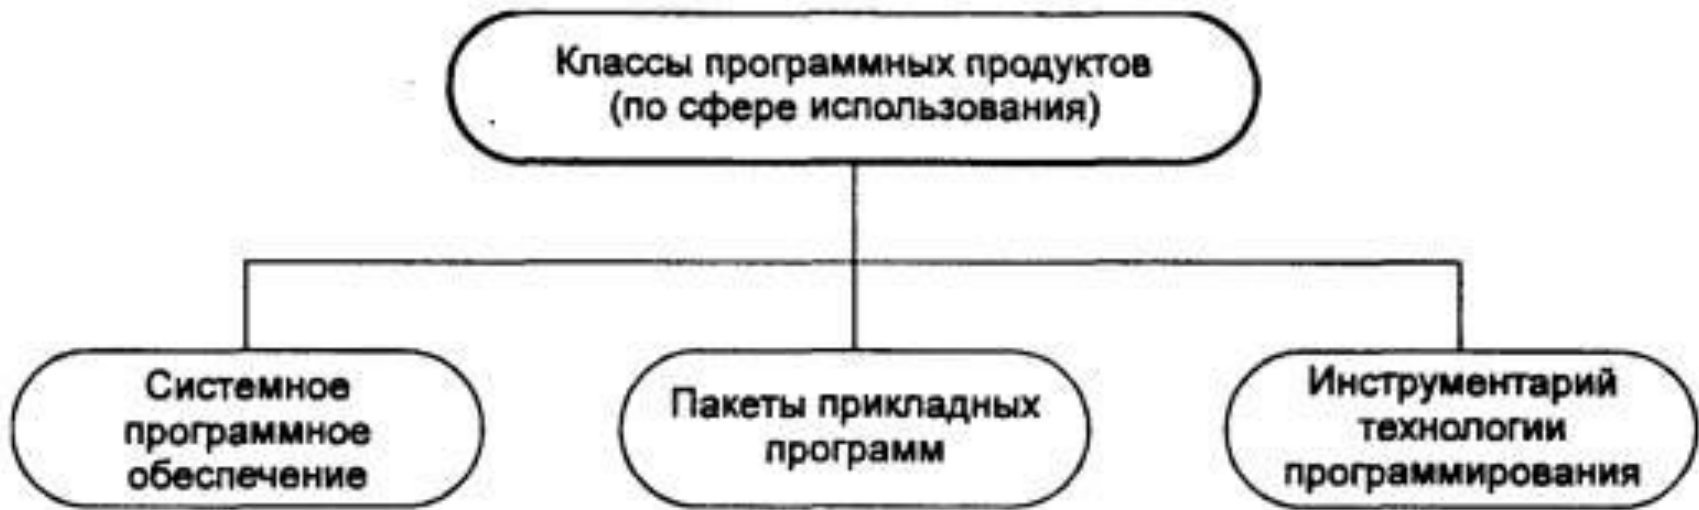 Классы программных продуктов
(по сфере использования)
Системное
программное
обеспечение
Пакеты прикладных
программ
Инструментарий
технологии
программирования